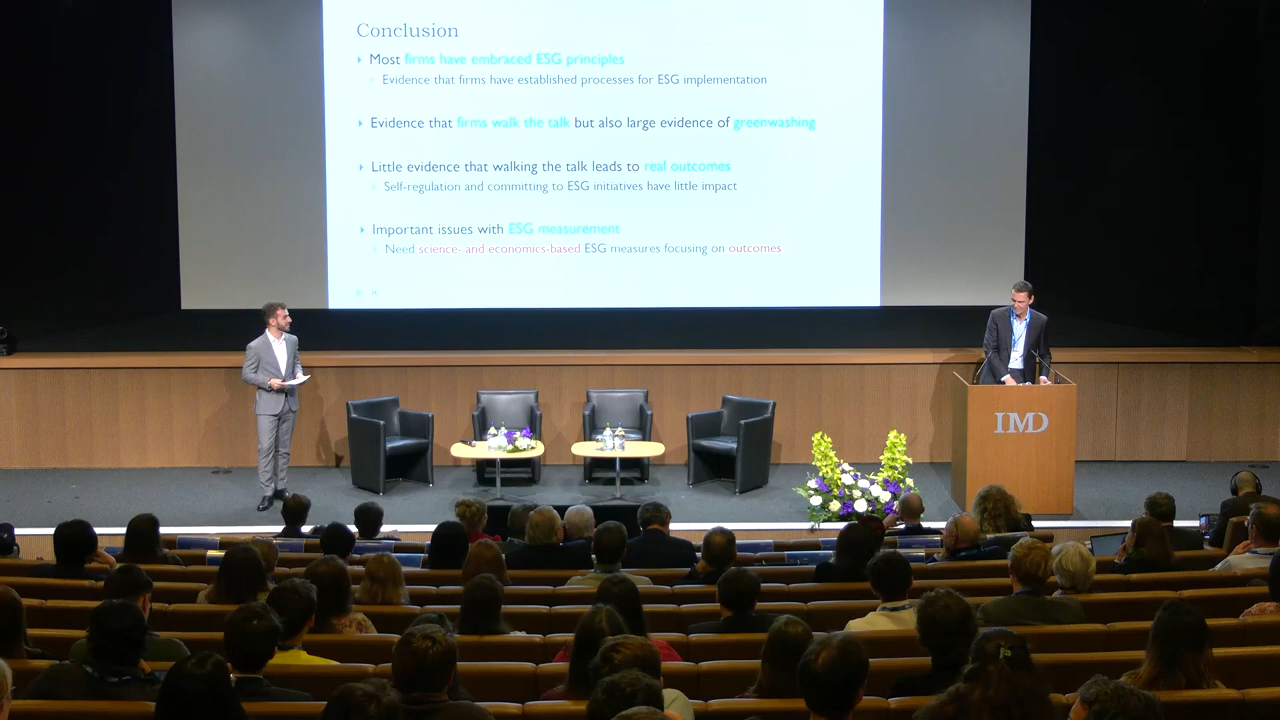 Conclusion
Most firms have embraced ESG principles
Evidence that firms have established processes for ESG implementation
Evidence that firms walk the talk but also large evidence of greenwashing
Little evidence that walking the talk leads to real outcomes
Self-regulation and committing to ESG initiatives have little impact
Important issues with ESG measurement
Need science- and economics-based ESG measures focusing on outcomes
IMD